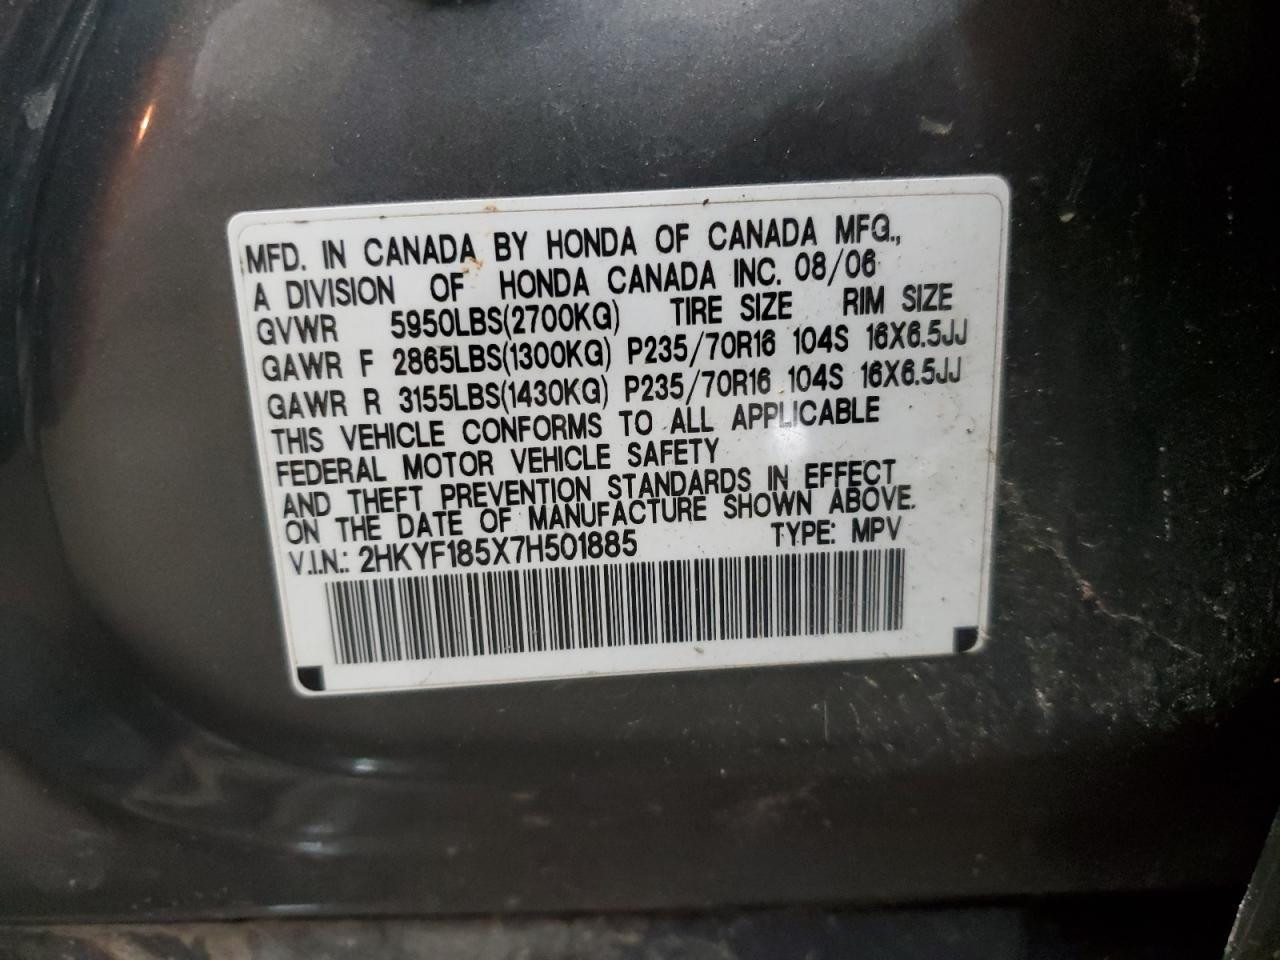 MFD. IN CANADA BY HONDA OF CANADA MFG.,
A DIVISION OF HONDA CANADA INC. 08/06
GVWR 5950LBS(2700KG) TIRE SIZE RIM SIZE
GAWR F 2865LBS(1300KG) P235/70R16 104S 16X6.5JJ
GAWR R 3155LBS(1430KG) P235/70R16 104S 16X6.5JJ
THIS VEHICLE CONFORMS TO ALL APPLICABLE
FEDERAL MOTOR VEHICLE SAFETY
AND THEFT PREVENTION STANDARDS IN EFFECT
ON THE DATE OF MANUFACTURE SHOWN ABOVE.
V.I.N.: 2HKYF185X7H501885 TYPE: MPV